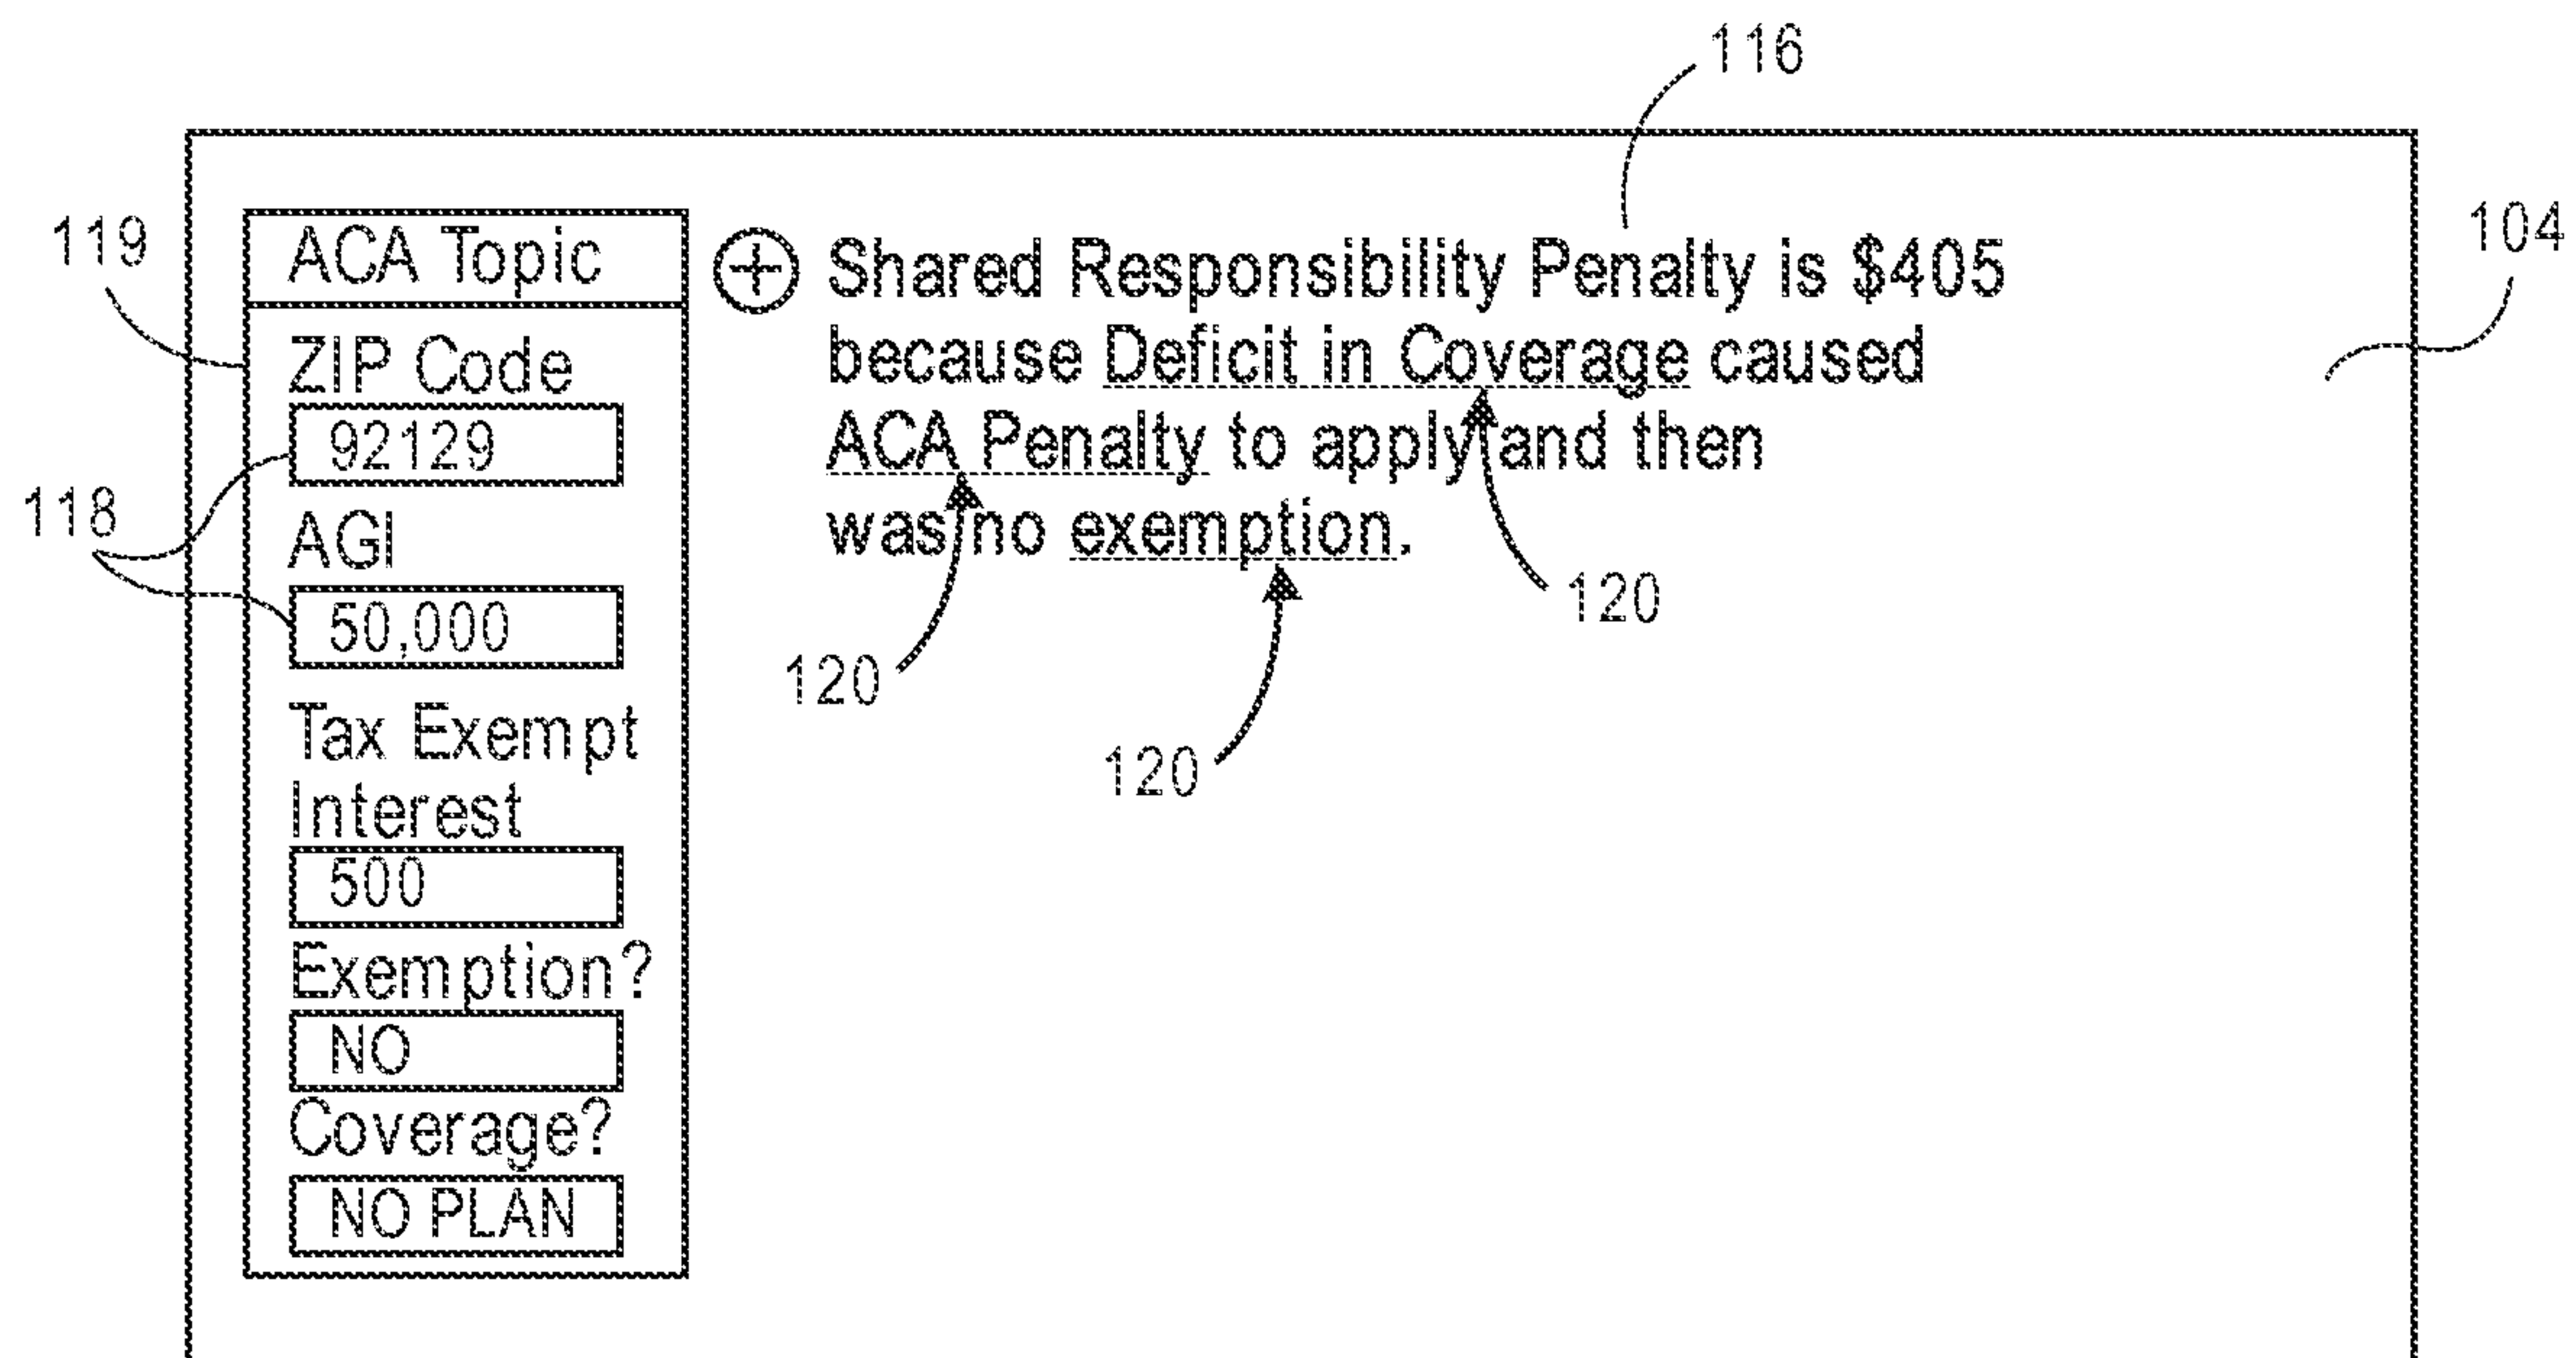 116
119
104
ACA Topic
Shared Responsibility Penalty is $405
because Deficit in Coverage caused
ACA Penalty to apply and then
was no exemption.
ZIP Code
92129
118
AGI
50,000
Tax Exempt
Interest
500
Exemption?
NO
Coverage?
NO PLAN
120
120
120